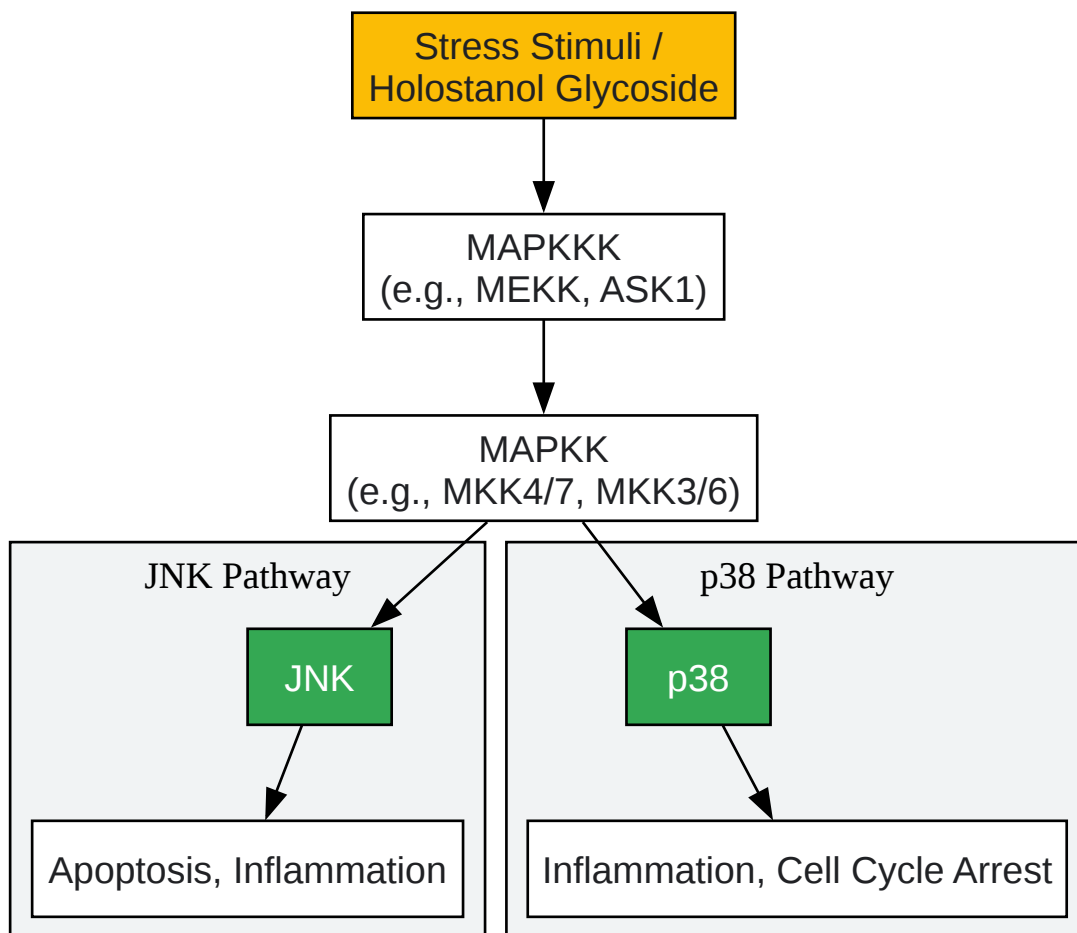 Stress Stimuli /
Holostanol Glycoside
MAPKKK
(e.g., MEKK, ASK1)
MAPKK
(e.g., MKK4/7, MKK3/6)
JNK Pathway
p38 Pathway
JNK
p38
Apoptosis, Inflammation
Inflammation, Cell Cycle Arrest